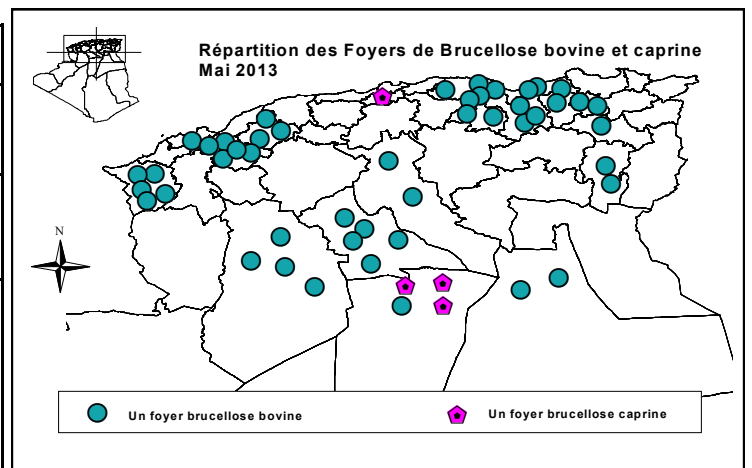 Répartition des Foyers de Brucellose bovine et caprine
Mai 2013
N
Un foyer brucellose bovine
Un foyer brucellose caprine